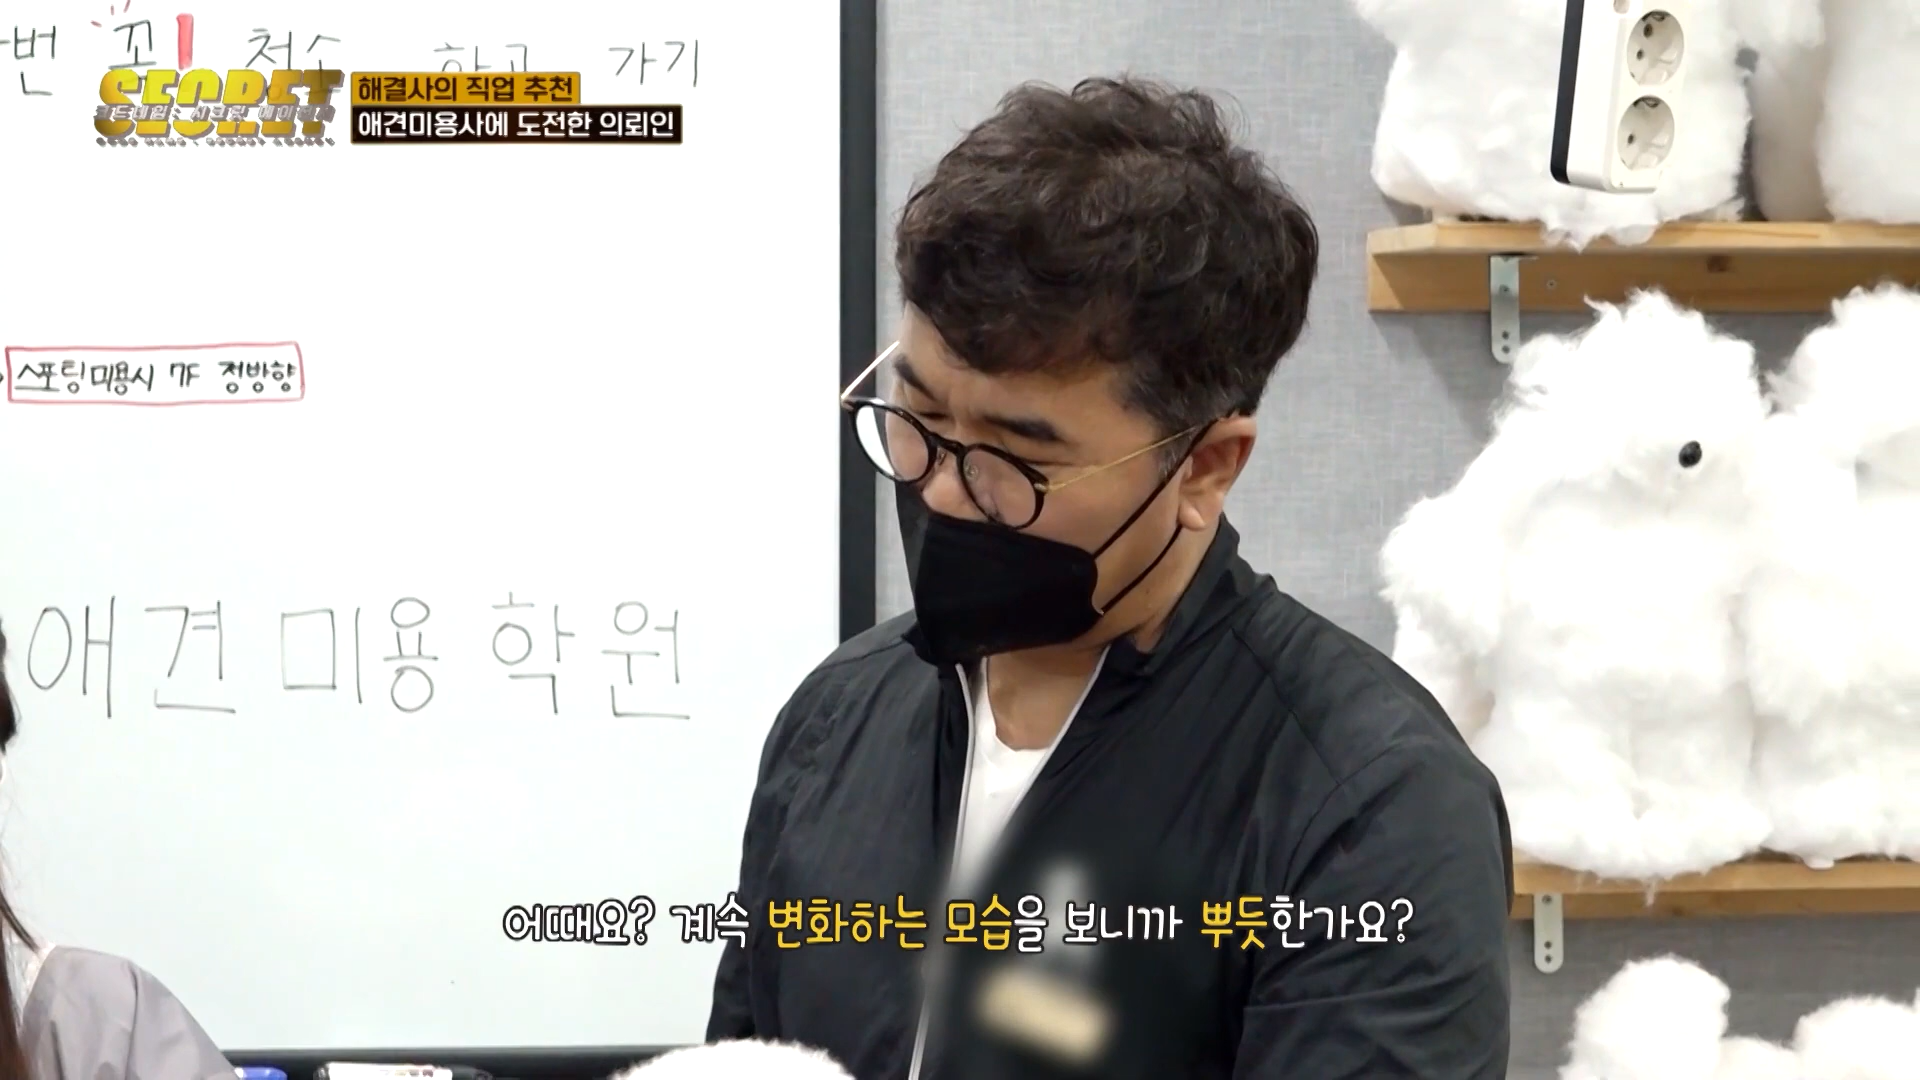 번 꼭 청소 하고 가기
SECRET
해결사의 직업 추천
애견미용사에 도전한 의뢰인
스포팅미용시 7F 정방향
애견미용학원
어때요? 계속 변화하는 모습을 보니까 뿌듯한가요?